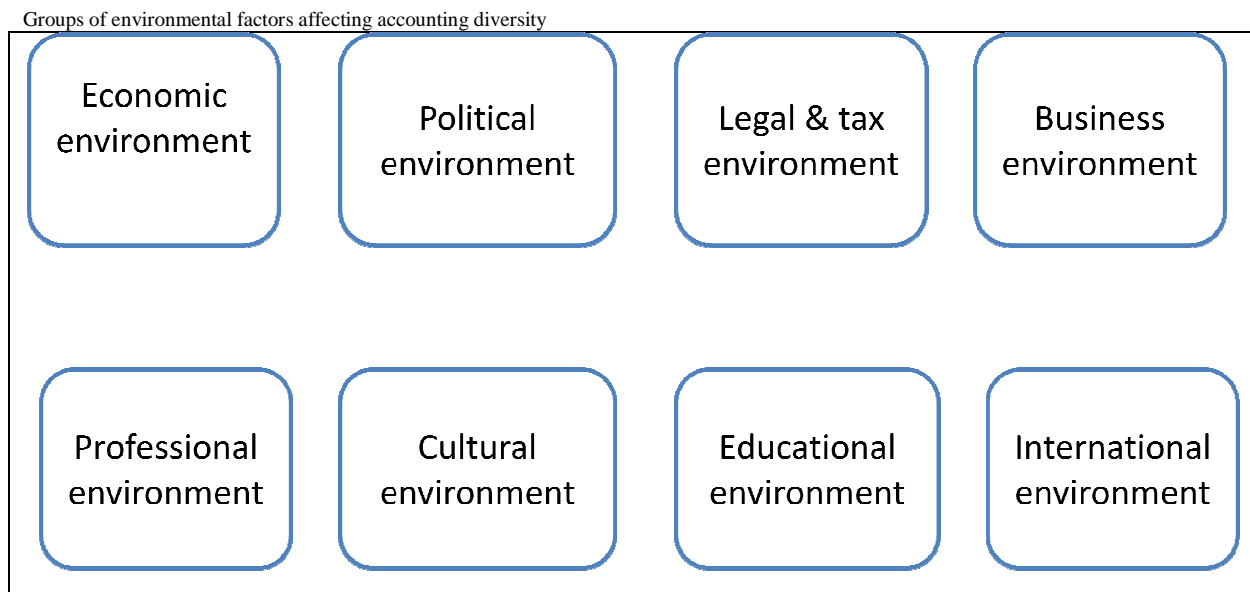 Groups of environmental factors affecting accounting diversity
Economic
environment
Political
environment
Legal & tax
environment
Business
environment
Professional
environment
Cultural
environment
Educational
environment
International
environment